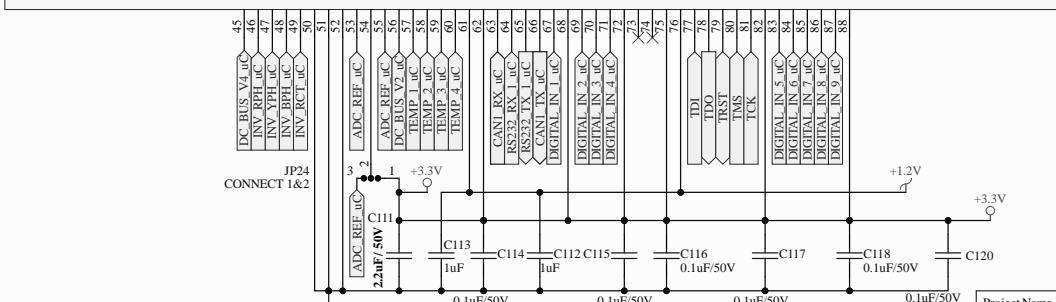 45
46
47
48
49
50
51
52
53
54
55
56
57
58
59
60
61
62
63
64
65
66
67
68
69
70
71
72
73
74
75
76
77
78
79
80
81
82
83
84
85
86
87
88
DC_BUS_V4_uC
INV_RPH_uC
INV_YPH_uC
INV_BPH_uC
INV_RCT_uC
ADC_REF_uC
ADC_REF_uC
DC_BUS_V2_uC
TEMP_1_uC
TEMP_2_uC
TEMP_3_uC
TEMP_4_uC
CAN1_RX_uC
RS232_RX_1_uC
RS232_TX_1_uC
CAN1_TX_uC
DIGITAL_IN_1_uC
DIGITAL_IN_2_uC
DIGITAL_IN_3_uC
DIGITAL_IN_4_uC
TDI
TDO
TRST
TMS
TCK
DIGITAL_IN_5_uC
DIGITAL_IN_6_uC
DIGITAL_IN_7_uC
DIGITAL_IN_8_uC
DIGITAL_IN_9_uC
JP24
CONNECT 1&2
3
2
1
+3.3V
+1.2V
+3.3V
ADC_REF_uC
C111
2.2uF/ 50V
C113
1uF
C114
C112
1uF
C115
C116
0.1uF/50V
C117
C118
0.1uF/50V
C120
0.1uF/50V
0.1uF/50V
0.1uF/50V
0.1uF/50V
Project Name